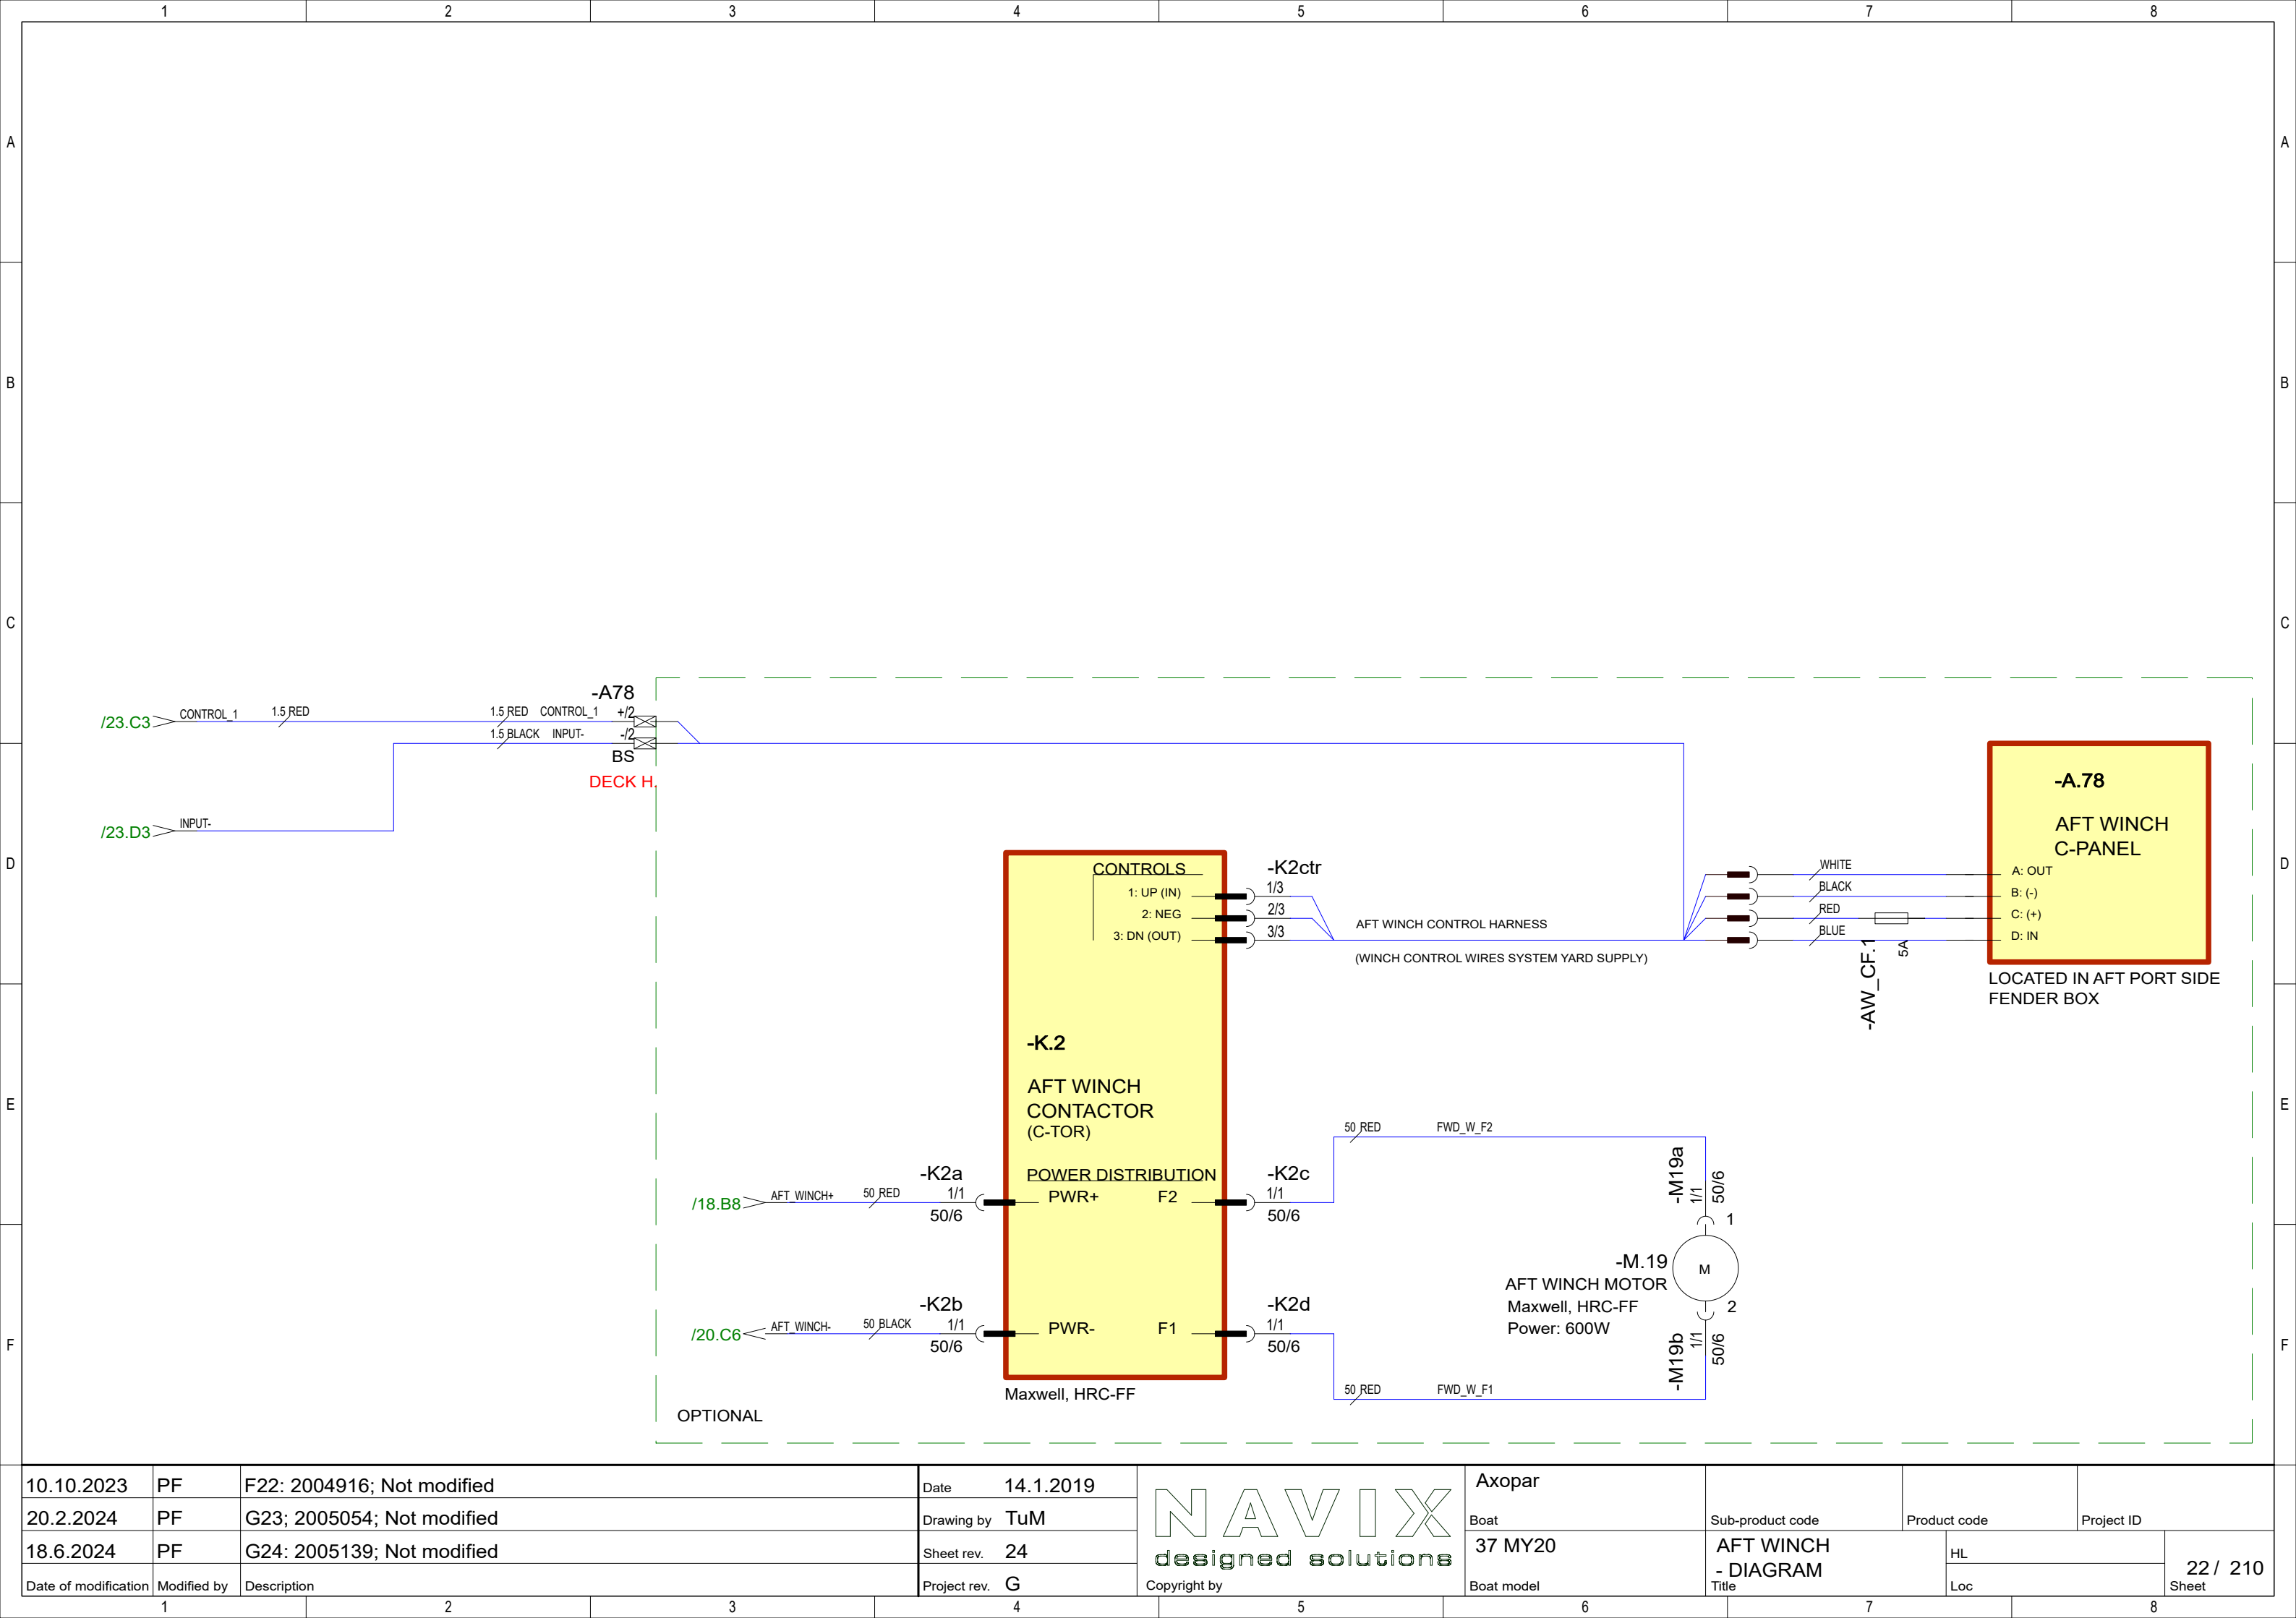 1 2 3 4 5 6 7 8
A A
B B
C C
D D
E E
F F
-A78
/23.C3 CONTROL_1 1.5 RED 1.5 RED CONTROL_1 +/2
1.5 BLACK INPUT- -/2
BS
DECK H.
/23.D3 INPUT-
-A.78
AFT WINCH
C-PANEL
A: OUT
B: (-)
C: (+)
D: IN
LOCATED IN AFT PORT SIDE
FENDER BOX
WHITE
BLACK
RED
BLUE
-AW_CF.1
5A
CONTROLS
1: UP (IN)
2: NEG
3: DN (OUT)
-K2ctr
1/3
2/3
3/3
AFT WINCH CONTROL HARNESS
(WINCH CONTROL WIRES SYSTEM YARD SUPPLY)
-K.2
AFT WINCH
CONTACTOR
(C-TOR)
POWER DISTRIBUTION
PWR+ F2
PWR- F1
Maxwell, HRC-FF
-K2a
/18.B8 AFT_WINCH+ 50 RED 1/1
50/6
-K2b
/20.C6 AFT_WINCH- 50 BLACK 1/1
50/6
-K2c
1/1
50/6
-K2d
1/1
50/6
50 RED FWD_W_F2
50 RED FWD_W_F1
-M19a
1/1
50/6
1
M
-M.19
AFT WINCH MOTOR
Maxwell, HRC-FF
Power: 600W
2
-M19b
1/1
50/6
OPTIONAL
10.10.2023 PF F22: 2004916; Not modified
20.2.2024 PF G23; 2005054; Not modified
18.6.2024 PF G24: 2005139; Not modified
Date of modification Modified by Description
Date 14.1.2019
Drawing by TuM
Sheet rev. 24
Project rev. G
NAVIX
designed solutions
Copyright by
Axopar
Boat
37 MY20
Boat model
Sub-product code
Product code
Project ID
AFT WINCH
- DIAGRAM
Title
HL
Loc
22 / 210
Sheet
1 2 3 4 5 6 7 8